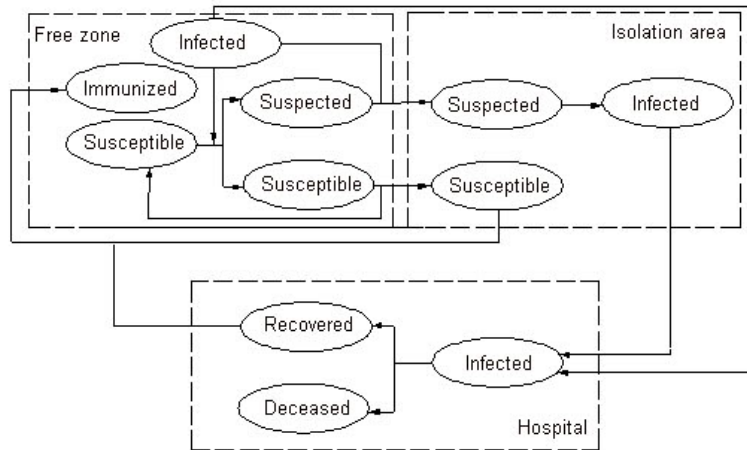 Free zone
Infected
Isolation area
Immunized
Suspected
Suspected
Infected
Susceptible
Susceptible
Susceptible
Recovered
Infected
Deceased
Hospital